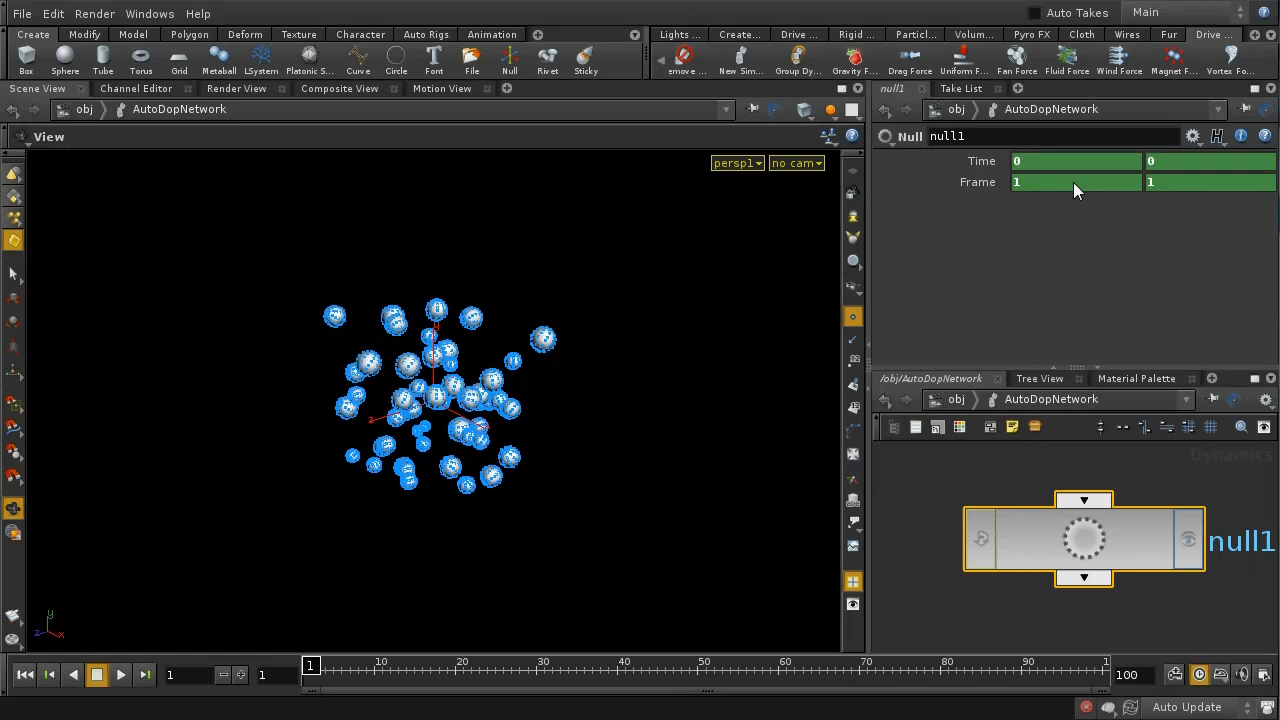 File Edit Render Windows Help Auto Takes Main
Create Modify Model Polygon Deform Texture Character Auto Rigs Animation Lights ... Create... Drive ... Rigid ... Particl... Volum... Pyro FX Cloth Wires Fur Drive ...
Box Sphere Tube Torus Grid Metaball LSystem Platonic S... Curve Circle Font File Null Rivet Sticky emove ... New Sim... Group Dy... Gravity F... Drag Force Uniform F... Fan Force Fluid Force Wind Force Magnet F... Vortex Fo...
Scene View Channel Editor Render View Composite View Motion View null1 Take List
obj AutoDopNetwork obj AutoDopNetwork
View Null null1
persp1 no cam
Time 0 0
Frame 1 1
/obj/AutoDopNetwork Tree View Material Palette
obj AutoDopNetwork
Dynamics
null1
y
z
y
z x
1 1 1 10 20 30 40 50 60 70 80 90 1 100
Auto Update